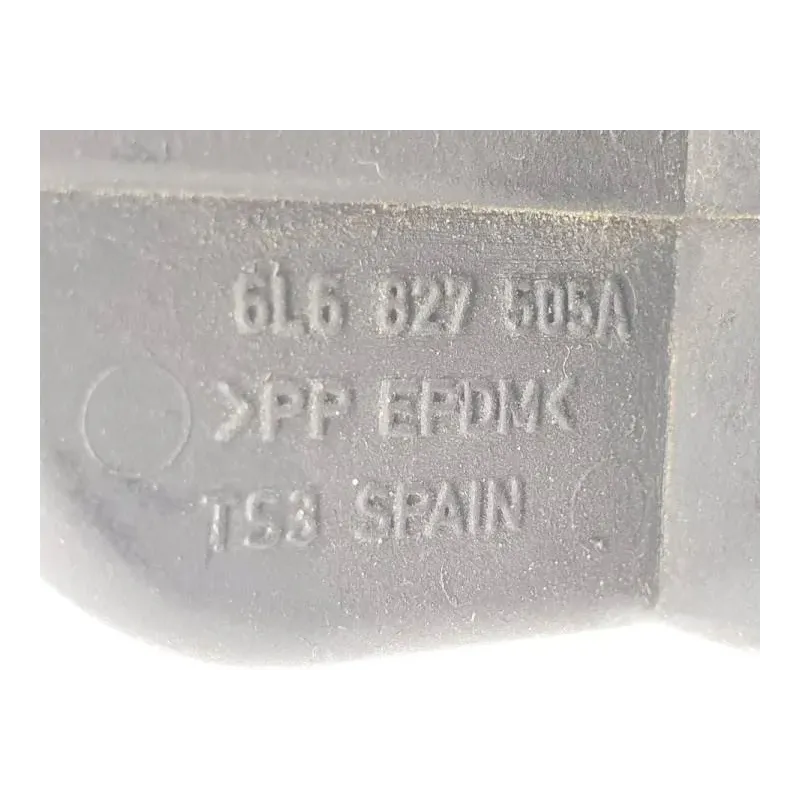 6L6 827 505A
>PP EPDM<
TS3 SPAIN